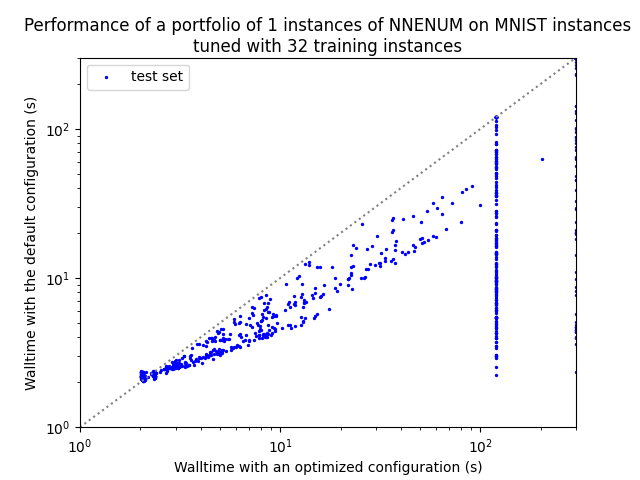 Performance of a portfolio of 1 instances of NNENUM on MNIST instances
tuned with 32 training instances
test set
Walltime with the default configuration (s)
10²
10¹
10⁰
10⁰ 10¹ 10²
Walltime with an optimized configuration (s)